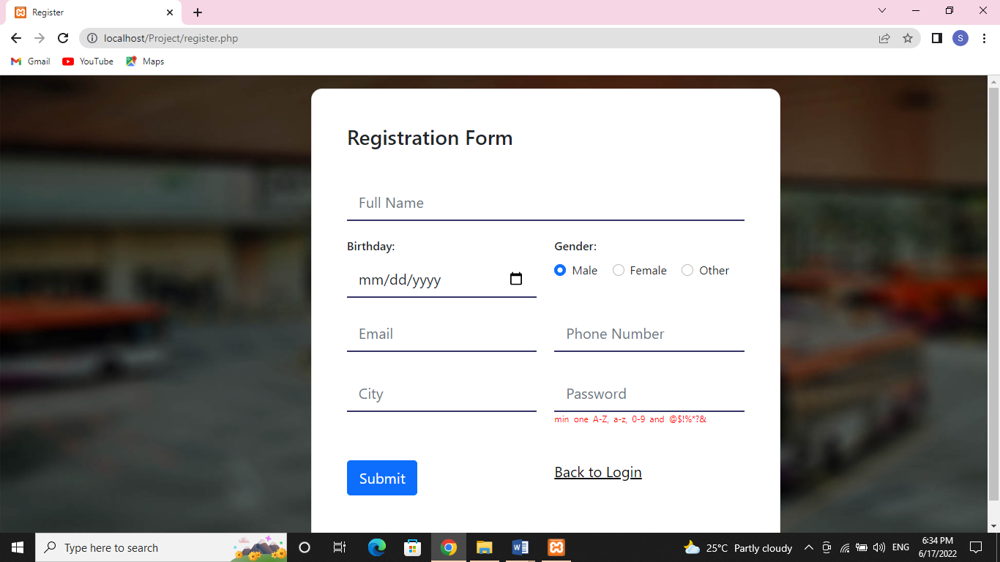 Register
localhost/Project/register.php
S
Gmail YouTube Maps
Registration Form
Full Name
Birthday: Gender:
mm/dd/yyyy Male Female Other
Email Phone Number
City Password
min one A-Z, a-z, 0-9 and @$!%*?&
Submit Back to Login
Type here to search 25°C Partly cloudy ENG 6:34 PM
6/17/2022